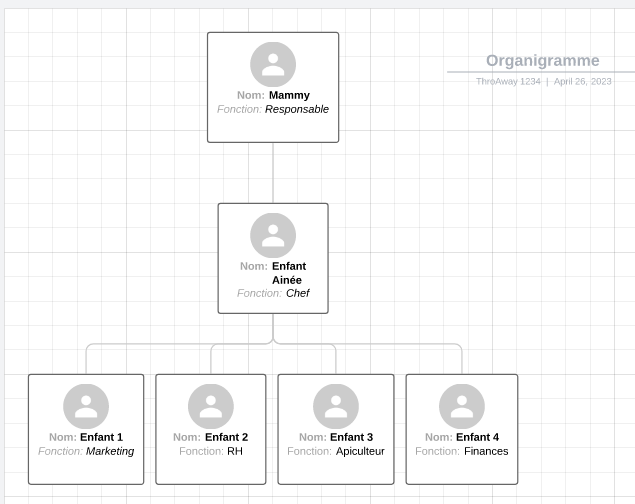 Organigramme
ThroAway 1234 | April 26, 2023
Nom: Mammy
Fonction: Responsable
Nom: Enfant
Ainée
Fonction: Chef
Nom: Enfant 1
Fonction: Marketing
Nom: Enfant 2
Fonction: RH
Nom: Enfant 3
Fonction: Apiculteur
Nom: Enfant 4
Fonction: Finances